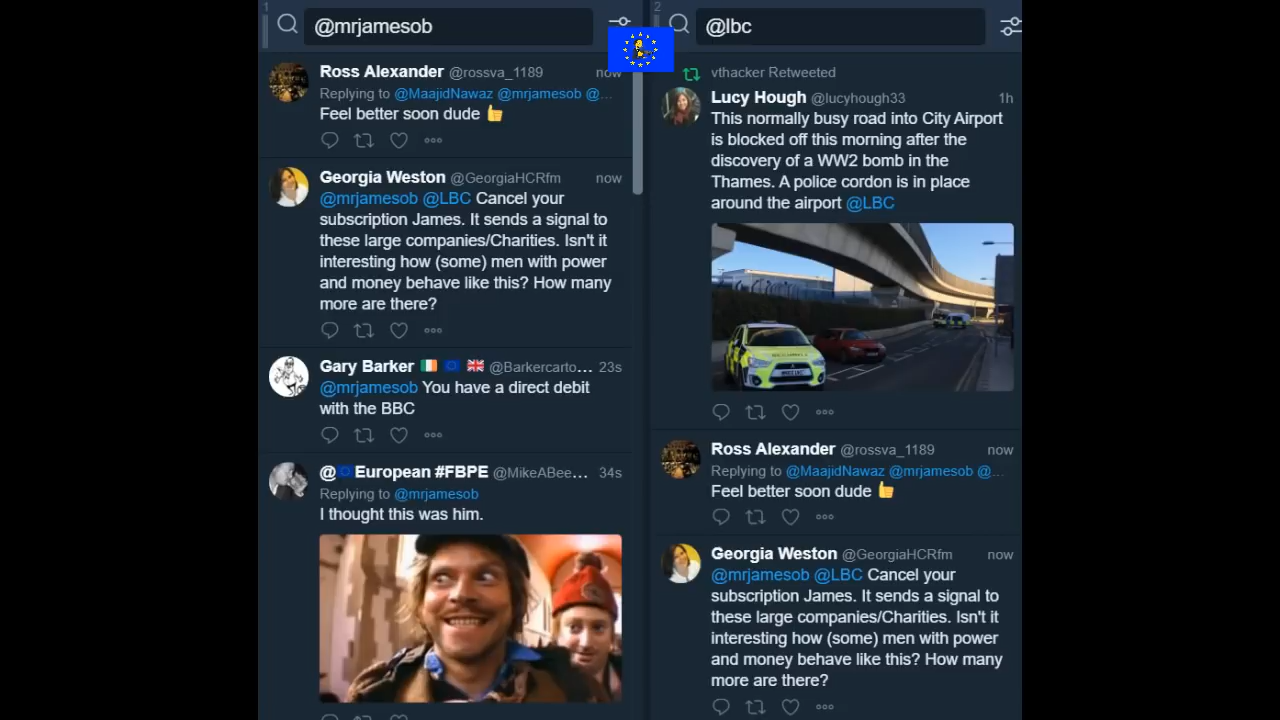 1
@mrjamesob
Ross Alexander @rossva_1189 now
Replying to @MaajidNawaz @mrjamesob @...
Feel better soon dude 👍
Georgia Weston @GeorgiaHCRfm now
@mrjamesob @LBC Cancel your
subscription James. It sends a signal to
these large companies/Charities. Isn't it
interesting how (some) men with power
and money behave like this? How many
more are there?
Gary Barker 🇮🇪 🇪🇺 🇬🇧 @Barkercarto... 23s
@mrjamesob You have a direct debit
with the BBC
@🇪🇺European #FBPE @MikeABee... 34s
Replying to @mrjamesob
I thought this was him.
2
@lbc
vthacker Retweeted
Lucy Hough @lucyhough33 1h
This normally busy road into City Airport
is blocked off this morning after the
discovery of a WW2 bomb in the
Thames. A police cordon is in place
around the airport @LBC
Ross Alexander @rossva_1189 now
Replying to @MaajidNawaz @mrjamesob @...
Feel better soon dude 👍
Georgia Weston @GeorgiaHCRfm now
@mrjamesob @LBC Cancel your
subscription James. It sends a signal to
these large companies/Charities. Isn't it
interesting how (some) men with power
and money behave like this? How many
more are there?